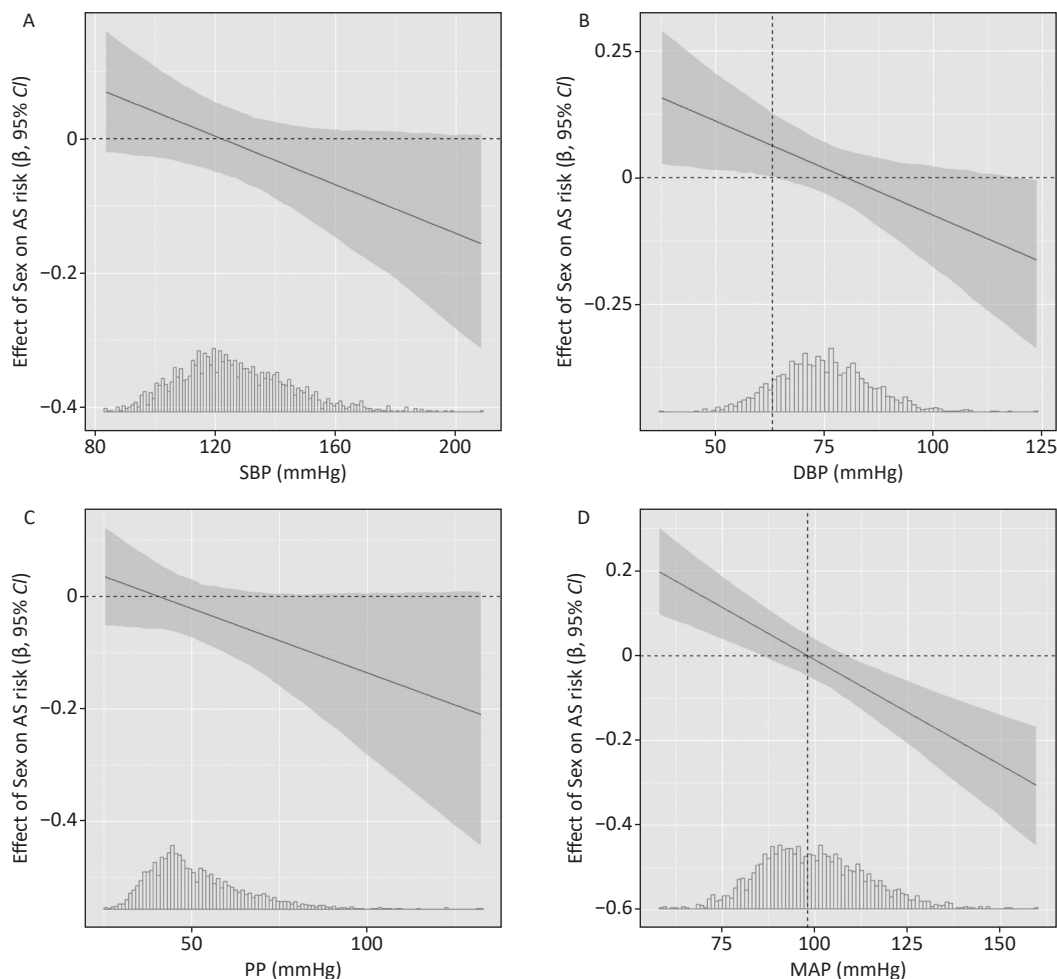 A
Effect of Sex on AS risk (β, 95% CI)
0
−0.2
−0.4
80
120
160
200
SBP (mmHg)
B
Effect of Sex on AS risk (β, 95% CI)
0.25
0
−0.25
50
75
100
125
DBP (mmHg)
C
Effect of Sex on AS risk (β, 95% CI)
0
−0.2
−0.4
50
100
PP (mmHg)
D
Effect of Sex on AS risk (β, 95% CI)
0.2
0
−0.2
−0.4
−0.6
75
100
125
150
MAP (mmHg)